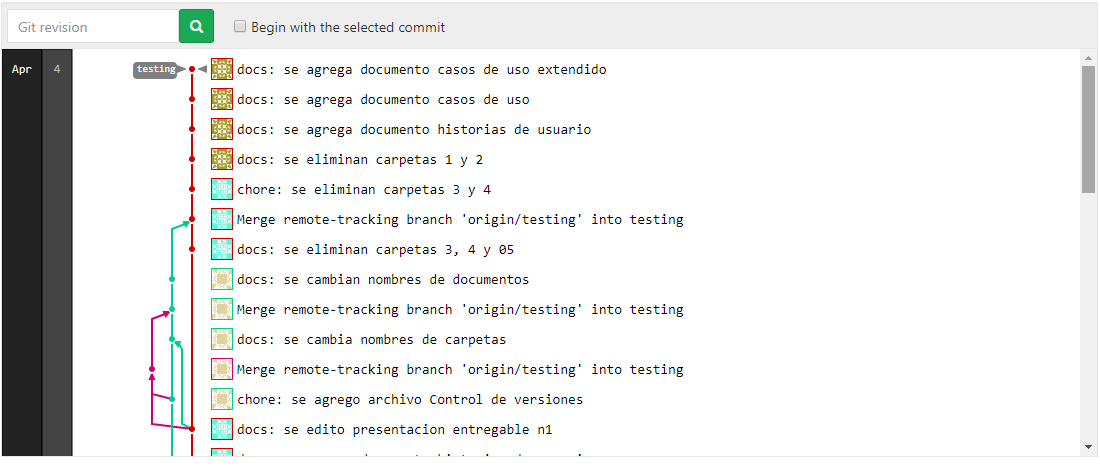 Git revision
Begin with the selected commit
Apr 4 testing docs: se agrega documento casos de uso extendido
docs: se agrega documento casos de uso
docs: se agrega documento historias de usuario
docs: se eliminan carpetas 1 y 2
chore: se eliminan carpetas 3 y 4
Merge remote-tracking branch 'origin/testing' into testing
docs: se eliminan carpetas 3, 4 y 05
docs: se cambian nombres de documentos
Merge remote-tracking branch 'origin/testing' into testing
docs: se cambia nombres de carpetas
Merge remote-tracking branch 'origin/testing' into testing
chore: se agrego archivo Control de versiones
docs: se edito presentacion entregable n1